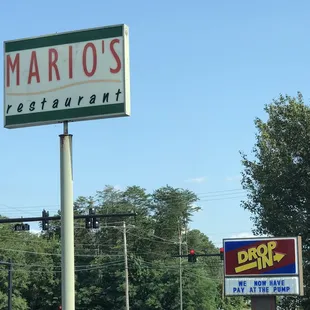 MARIO'S
restaurant
DROP
IN
WE NOW HAVE
PAY AT THE PUMP